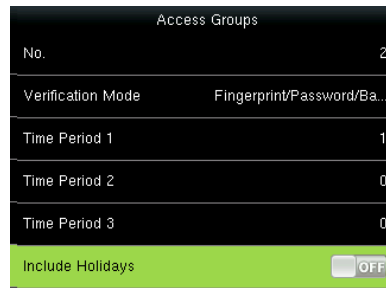 Access Groups
No. 2
Verification Mode Fingerprint/Password/Ba...
Time Period 1 1
Time Period 2 0
Time Period 3 0
Include Holidays OFF